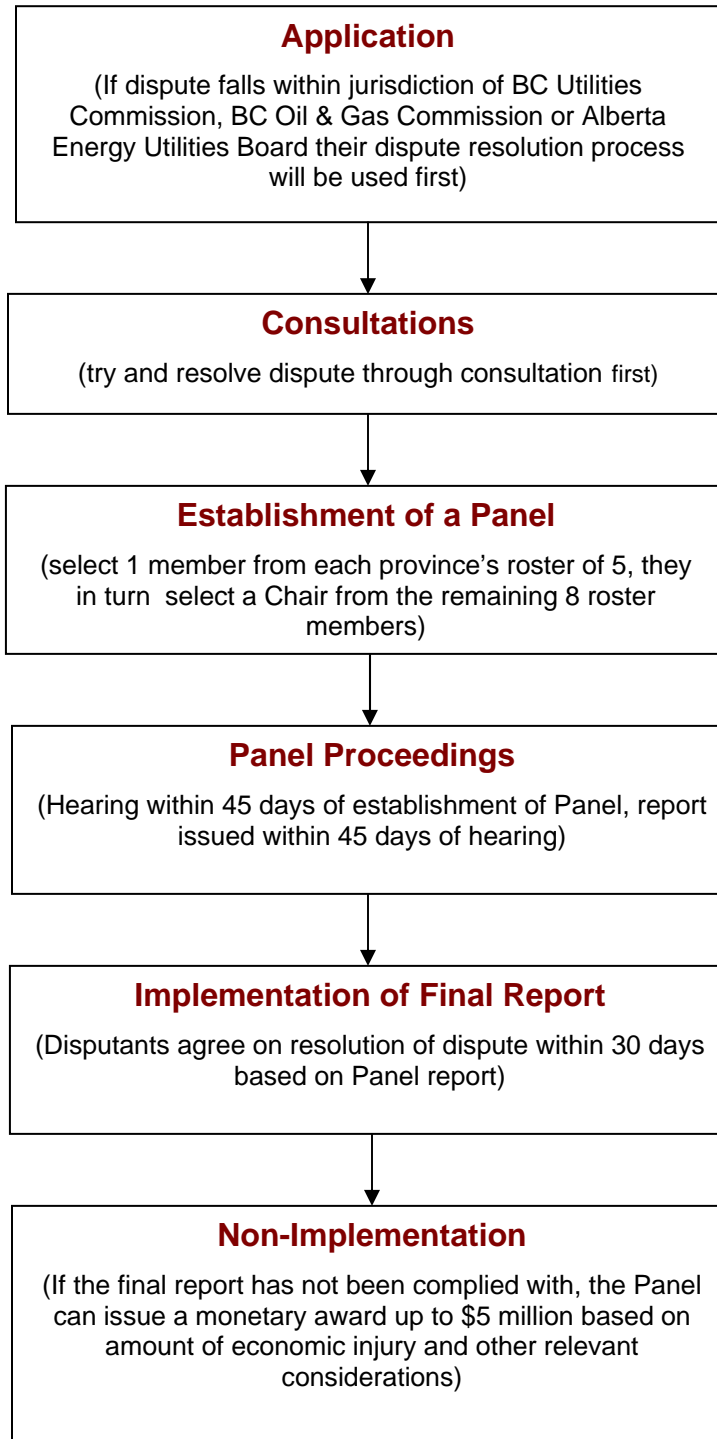 Application
(If dispute falls within jurisdiction of BC Utilities
Commission, BC Oil & Gas Commission or Alberta
Energy Utilities Board their dispute resolution process
will be used first)
Consultations
(try and resolve dispute through consultation first)
Establishment of a Panel
(select 1 member from each province’s roster of 5, they
in turn select a Chair from the remaining 8 roster
members)
Panel Proceedings
(Hearing within 45 days of establishment of Panel, report
issued within 45 days of hearing)
Implementation of Final Report
(Disputants agree on resolution of dispute within 30 days
based on Panel report)
Non-Implementation
(If the final report has not been complied with, the Panel
can issue a monetary award up to $5 million based on
amount of economic injury and other relevant
considerations)